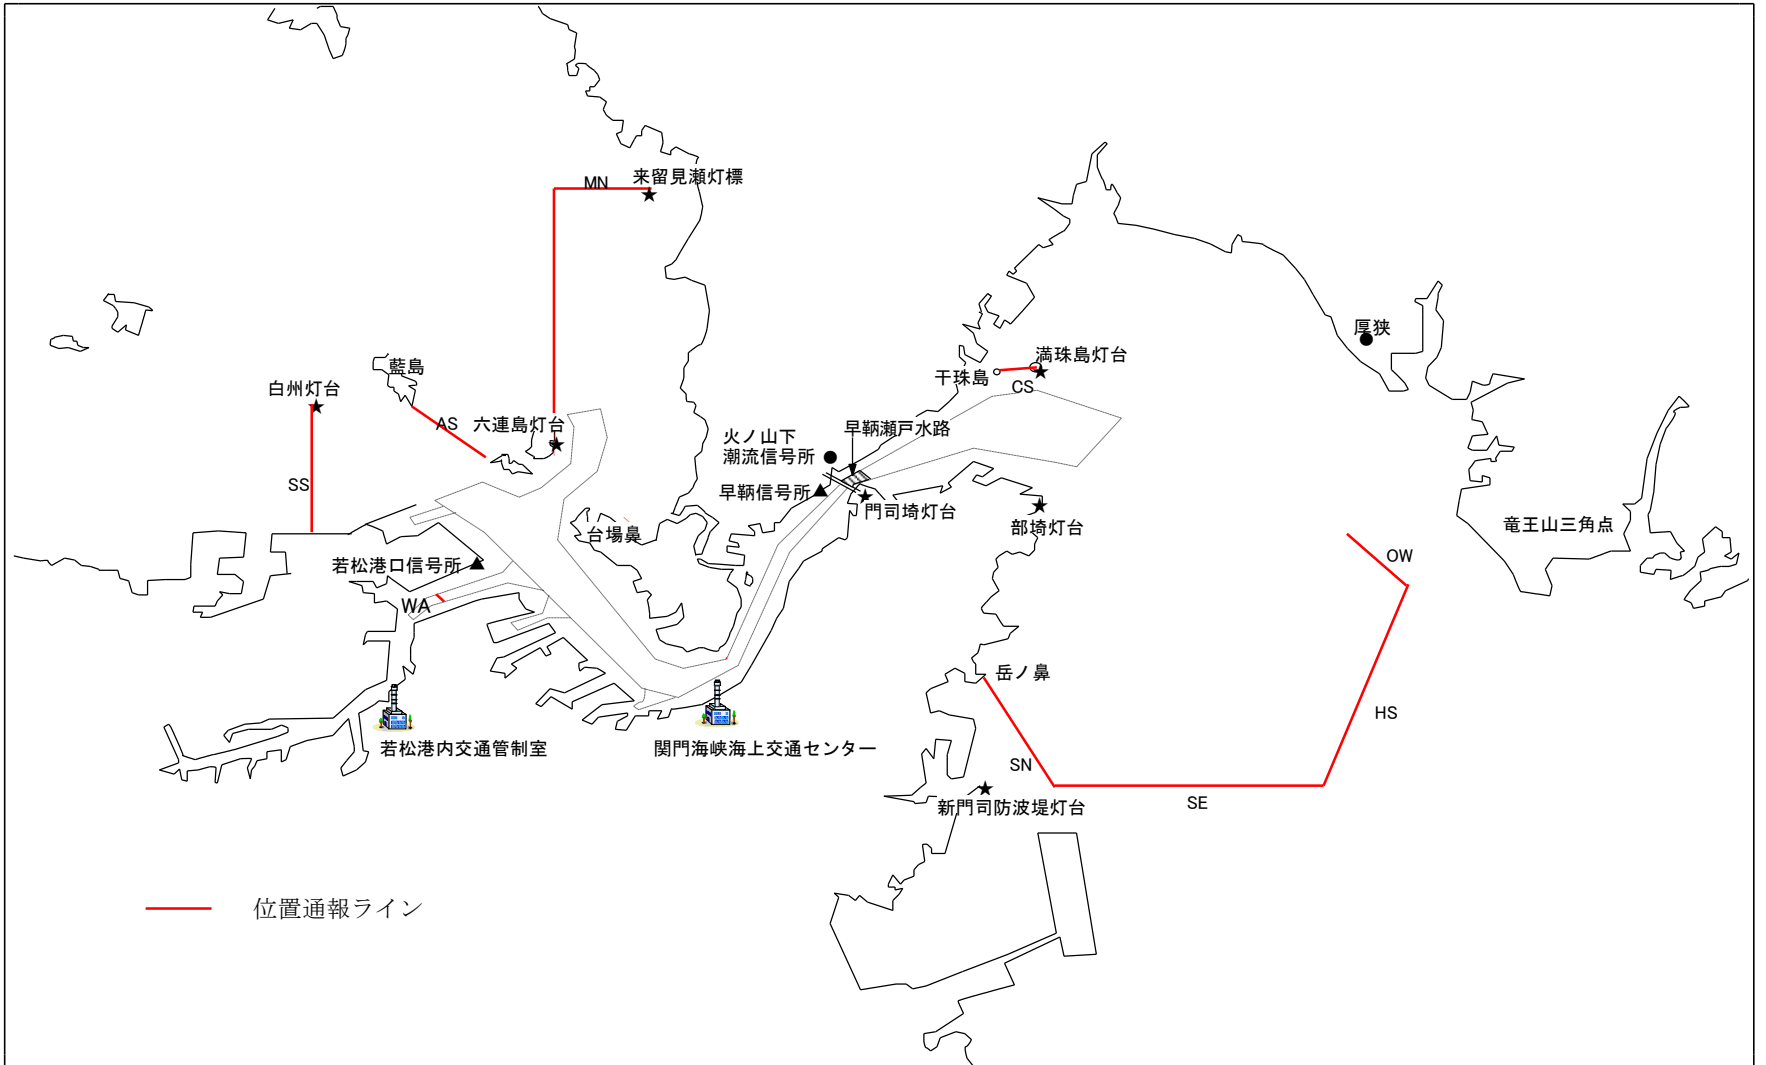 MN
来留見瀬灯標
厚狭
藍島
白州灯台
AS
六連島灯台
SS
満珠島灯台
干珠島
CS
火ノ山下
潮流信号所
早鞆瀬戸水路
早鞆信号所
門司埼灯台
部埼灯台
竜王山三角点
台場鼻
若松港口信号所
WA
OW
岳ノ鼻
HS
若松港内交通管制室
関門海峡海上交通センター
SN
SE
新門司防波堤灯台
位置通報ライン